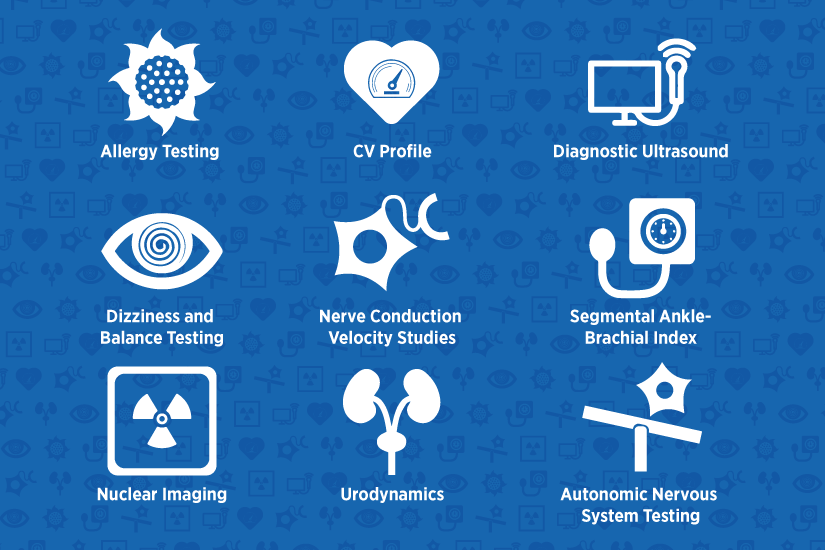 Allergy Testing
CV Profile
Diagnostic Ultrasound
Dizziness and
Balance Testing
Nerve Conduction
Velocity Studies
Segmental Ankle-
Brachial Index
Nuclear Imaging
Urodynamics
Autonomic Nervous
System Testing